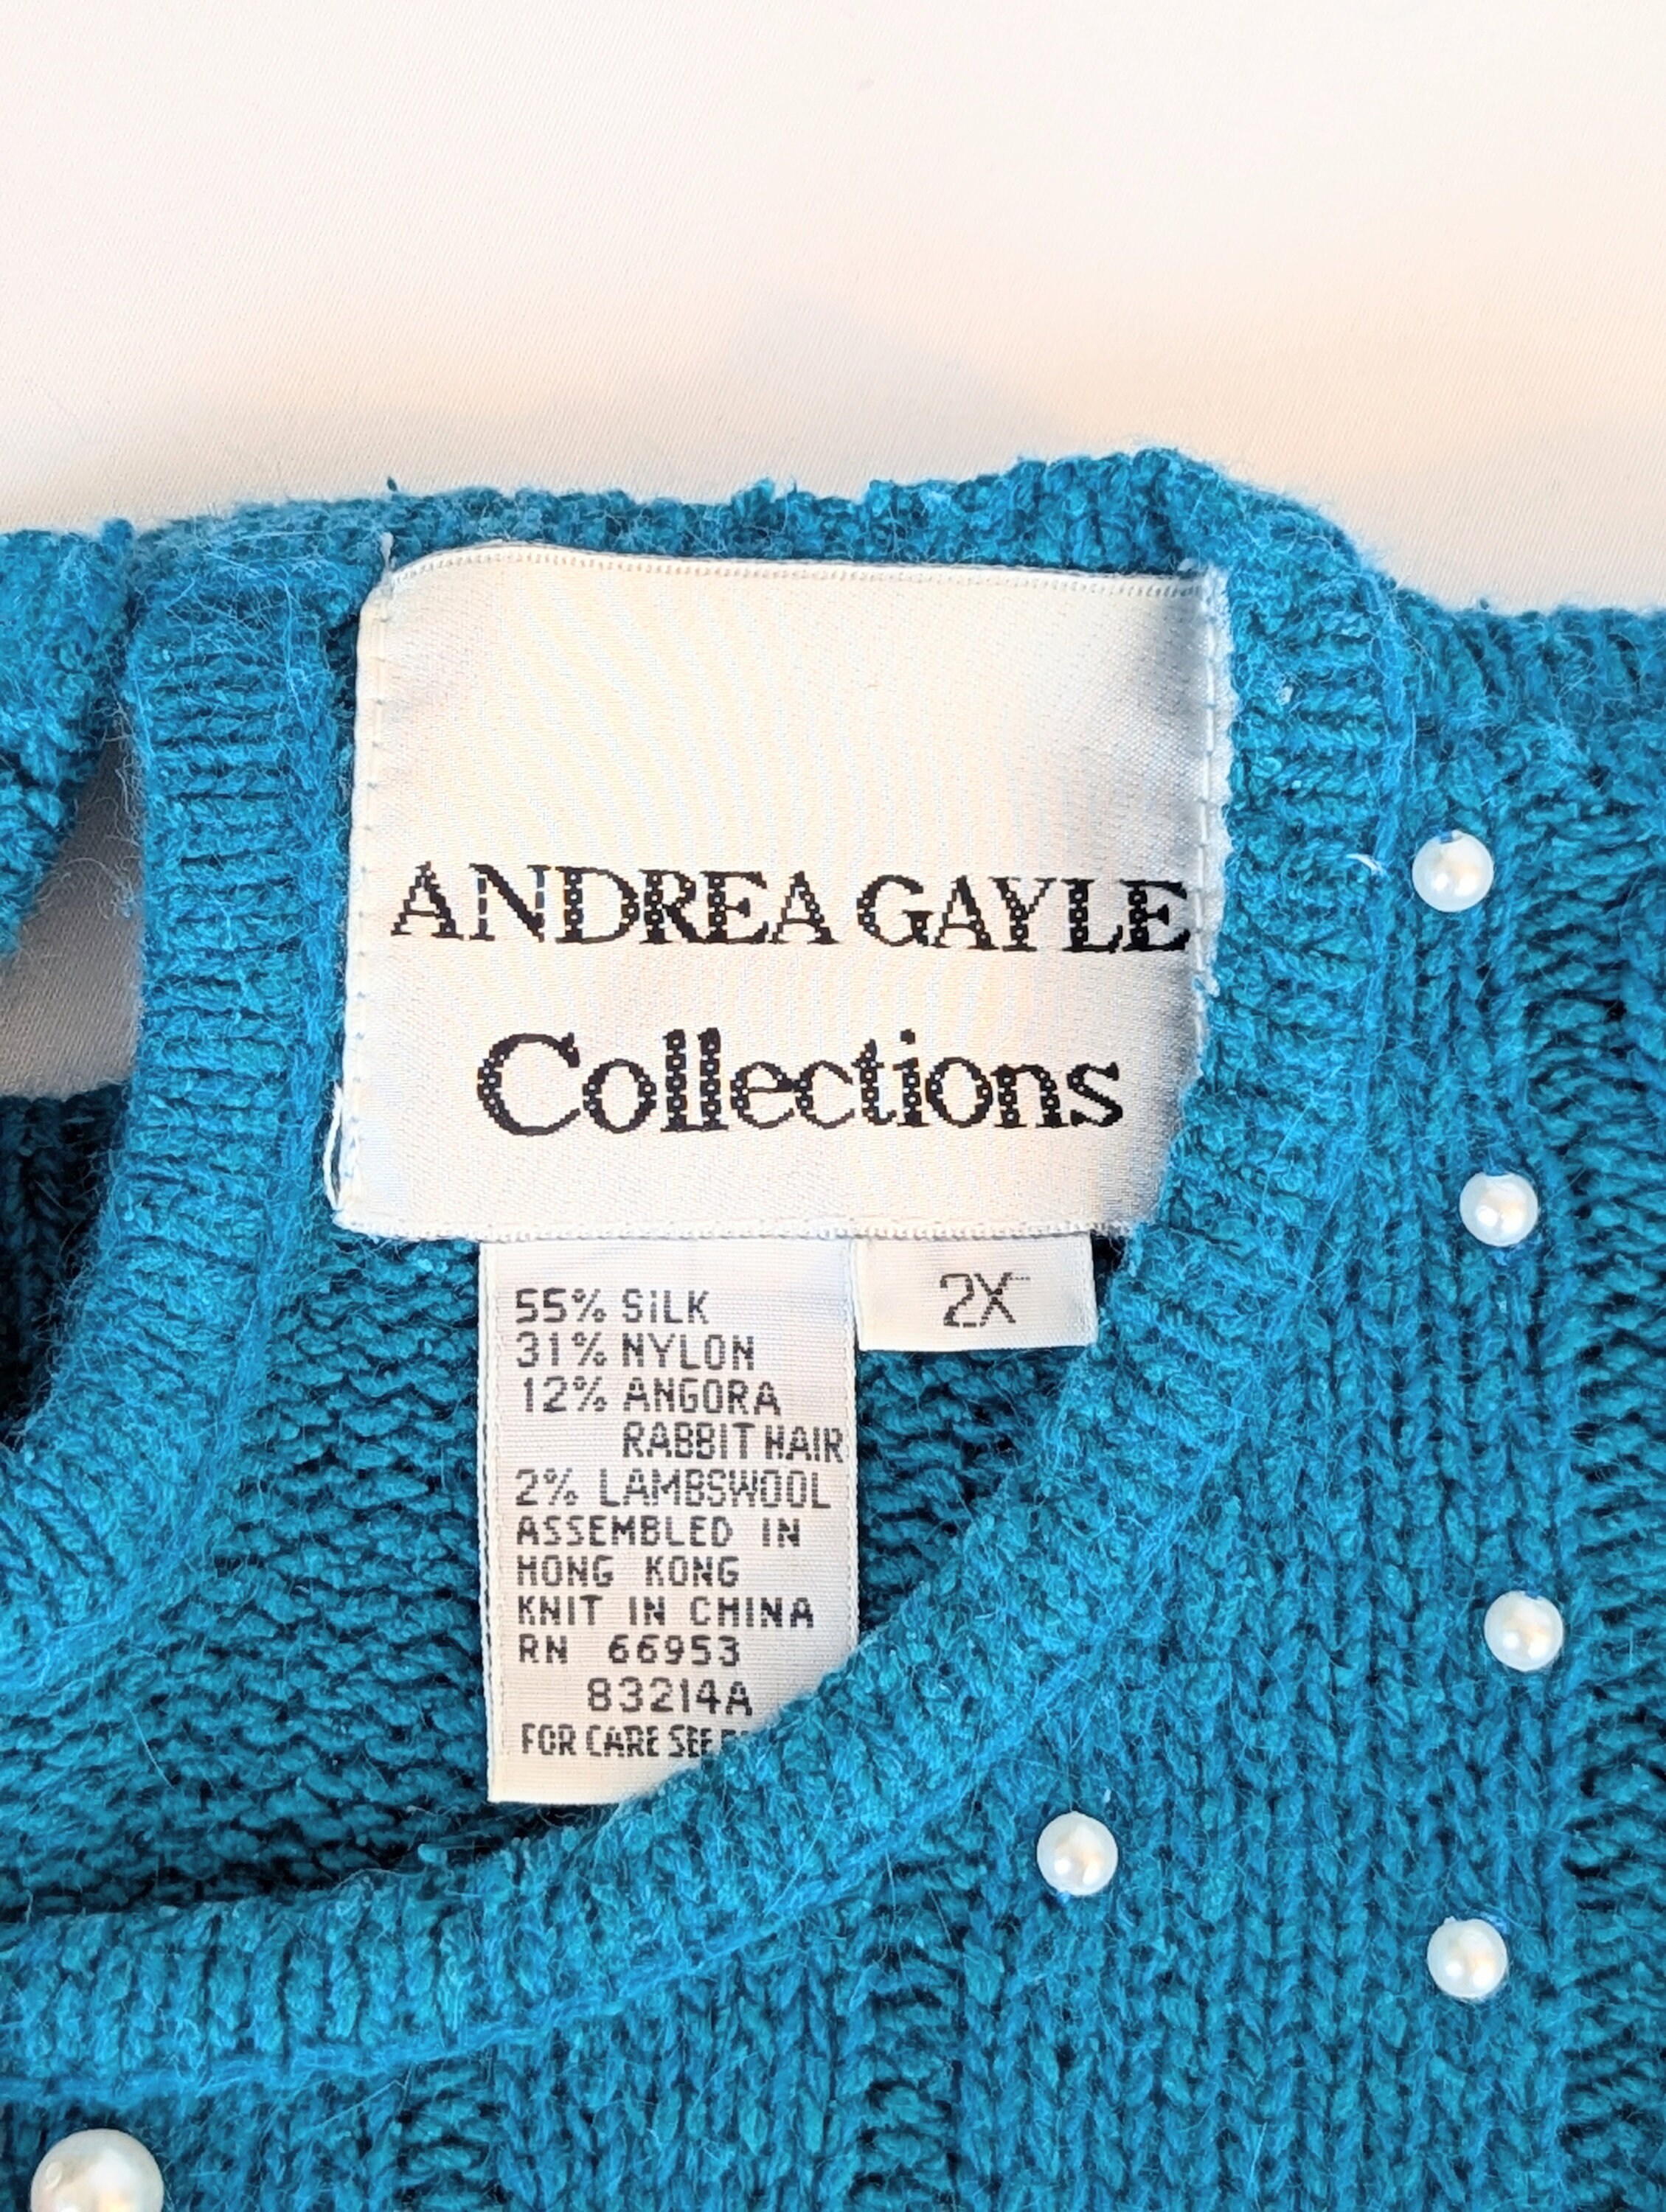 ANDREA GAYLE
Collections
2X
55% SILK
31% NYLON
12% ANGORA
RABBIT HAIR
2% LAMBSWOOL
ASSEMBLED IN
HONG KONG
KNIT IN CHINA
RN 66953
83214A
FOR CARE SEE